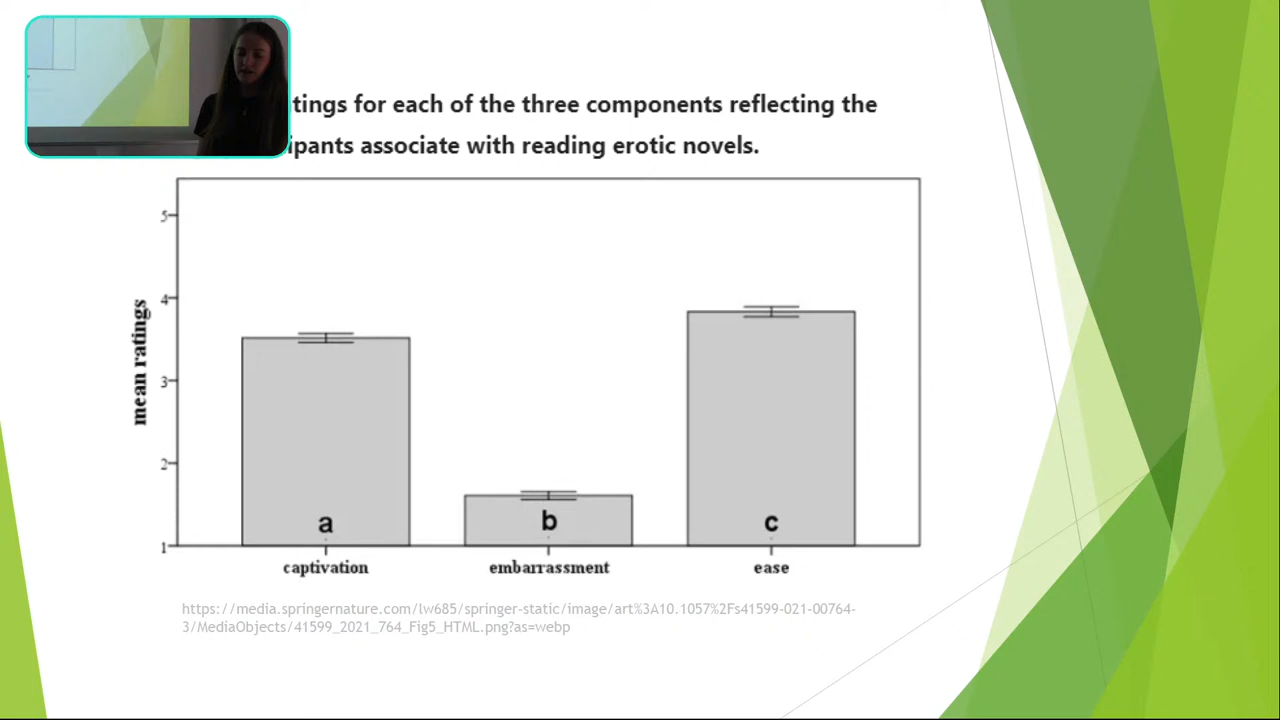 tings for each of the three components reflecting the
ipants associate with reading erotic novels.
5
4
3
2
1
mean ratings
a
b
c
captivation
embarrassment
ease
https://media.springernature.com/lw685/springer-static/image/art%3A10.1057%2Fs41599-021-00764-
3/MediaObjects/41599_2021_764_Fig5_HTML.png?as=webp